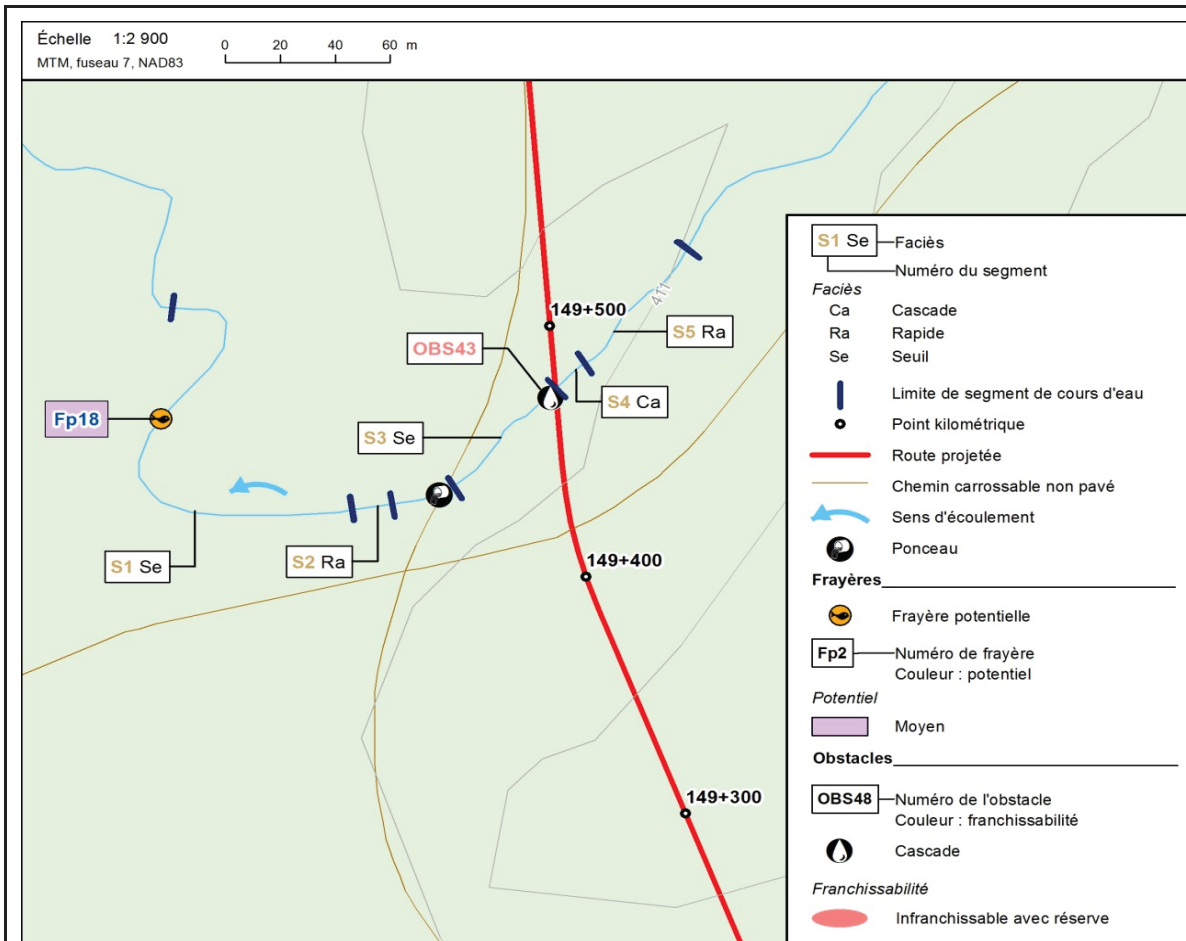 Échelle 1:2 900
MTM, fuseau 7, NAD83
0 20 40 60 m
149+500
411
S5 Ra
OBS43
S4 Ca
Fp18
S3 Se
S1 Se
S2 Ra
149+400
149+300
S1 Se Faciès
Numéro du segment
Faciès
Ca Cascade
Ra Rapide
Se Seuil
Limite de segment de cours d'eau
Point kilométrique
Route projetée
Chemin carrossable non pavé
Sens d'écoulement
Ponceau
Frayères
Frayère potentielle
Fp2 Numéro de frayère
Couleur : potentiel
Potentiel
Moyen
Obstacles
OBS48 Numéro de l'obstacle
Couleur : franchissabilité
Cascade
Franchissabilité
Infranchissable avec réserve